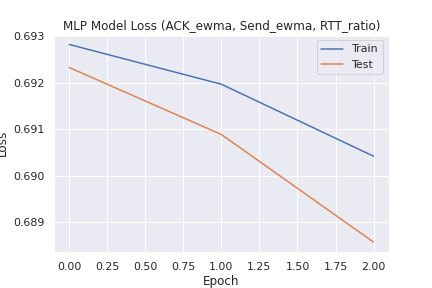 MLP Model Loss (ACK_ewma, Send_ewma, RTT_ratio)
0.693
0.692
0.691
0.690
0.689
Loss
Train
Test
0.00 0.25 0.50 0.75 1.00 1.25 1.50 1.75 2.00
Epoch